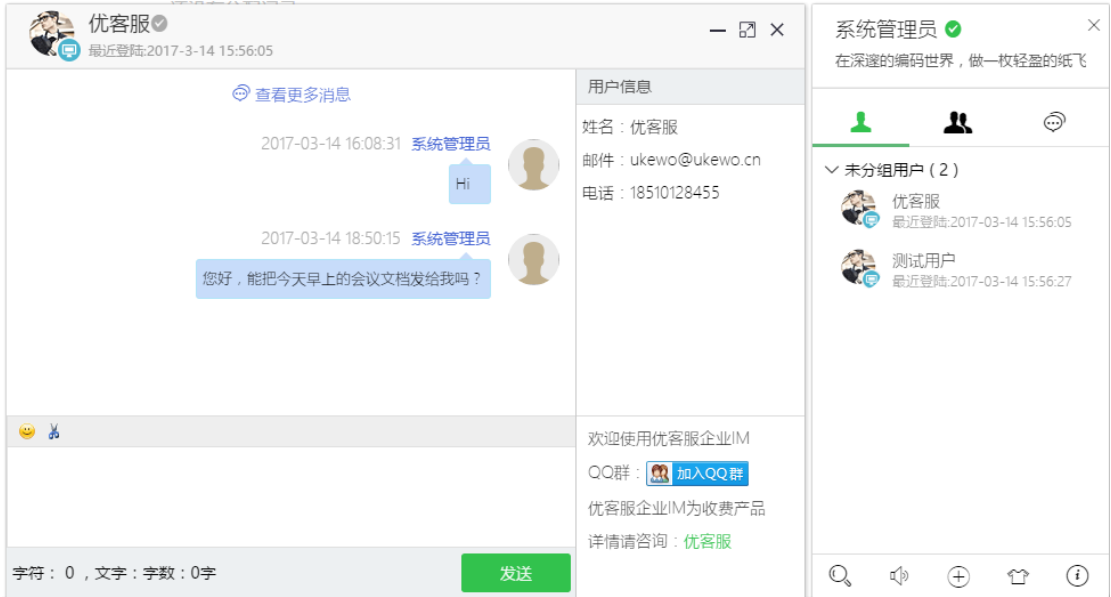 优客服
最近登陆:2017-3-14 15:56:05
查看更多消息
2017-03-14 16:08:31 系统管理员
Hi
2017-03-14 18:50:15 系统管理员
您好，能把今天早上的会议文档发给我吗？
字符： 0 ，文字：字数：0字
发送
用户信息
姓名：优客服
邮件：ukewo@ukewo.cn
电话：18510128455
欢迎使用优客服企业IM
QQ群：加入QQ群
优客服企业IM为收费产品
详情请咨询：优客服
系统管理员
在深邃的编码世界，做一枚轻盈的纸飞
未分组用户（2）
优客服
最近登陆:2017-03-14 15:56:05
测试用户
最近登陆:2017-03-14 15:56:27